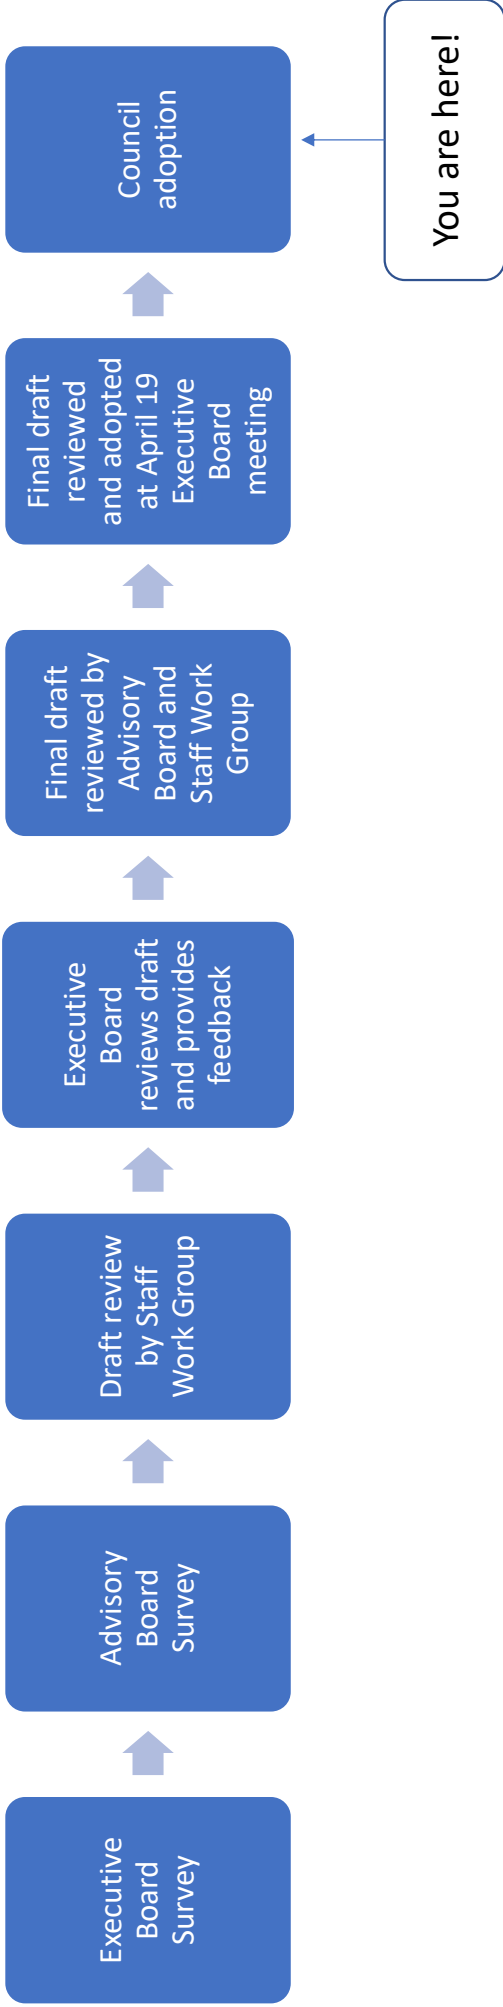 Executive
Board
Survey
Advisory
Board
Survey
Draft review
by Staff
Work Group
Executive
Board
reviews draft
and provides
feedback
Final draft
reviewed by
Advisory
Board and
Staff Work
Group
Final draft
reviewed
and adopted
at April 19
Executive
Board
meeting
Council
adoption
You are here!